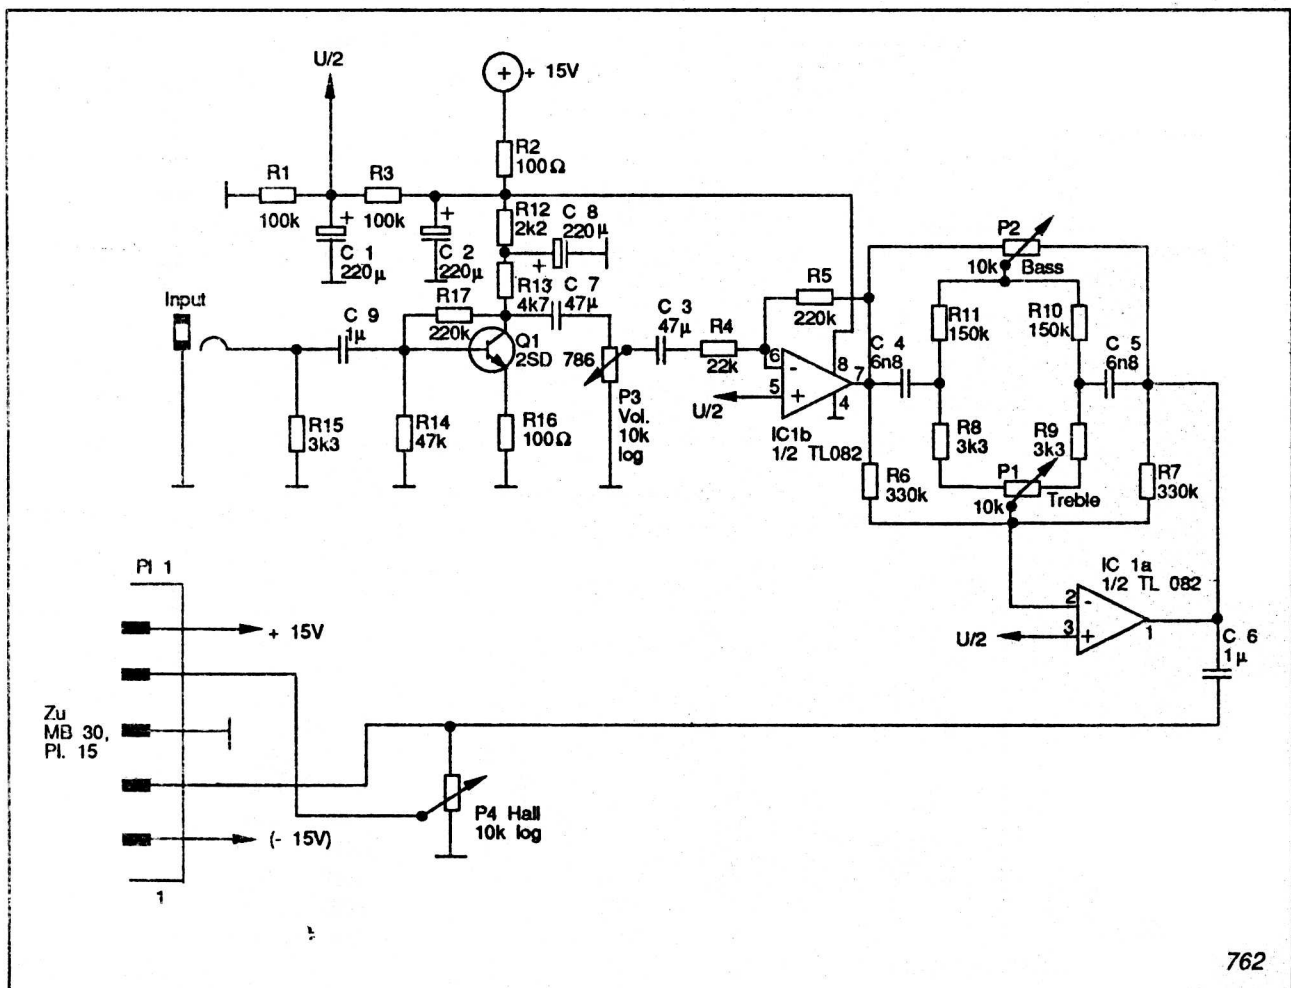 U/2
+ 15V
R2
100Ω
R1
100k
R3
100k
R12
2k2
C 8
220µ
C 1
220µ
C 2
220µ
R13
4k7
C 7
47µ
R17
220k
Input
C 9
1µ
Q1
2SD 786
C 3
47µ
R4
22k
R5
220k
P2
10k
Bass
R11
150k
R10
150k
C 4
6n8
C 5
6n8
6
-
5
+
8
7
4
U/2
IC1b
1/2 TL082
P3
Vol.
10k
log
R15
3k3
R14
47k
R16
100Ω
R8
3k3
R9
3k3
P1
10k
Treble
R6
330k
R7
330k
Pl 1
+ 15V
IC 1a
1/2 TL 082
2
-
3
+
1
U/2
C 6
1µ
Zu
MB 30,
Pl. 15
P4 Hall
10k log
(- 15V)
1
762